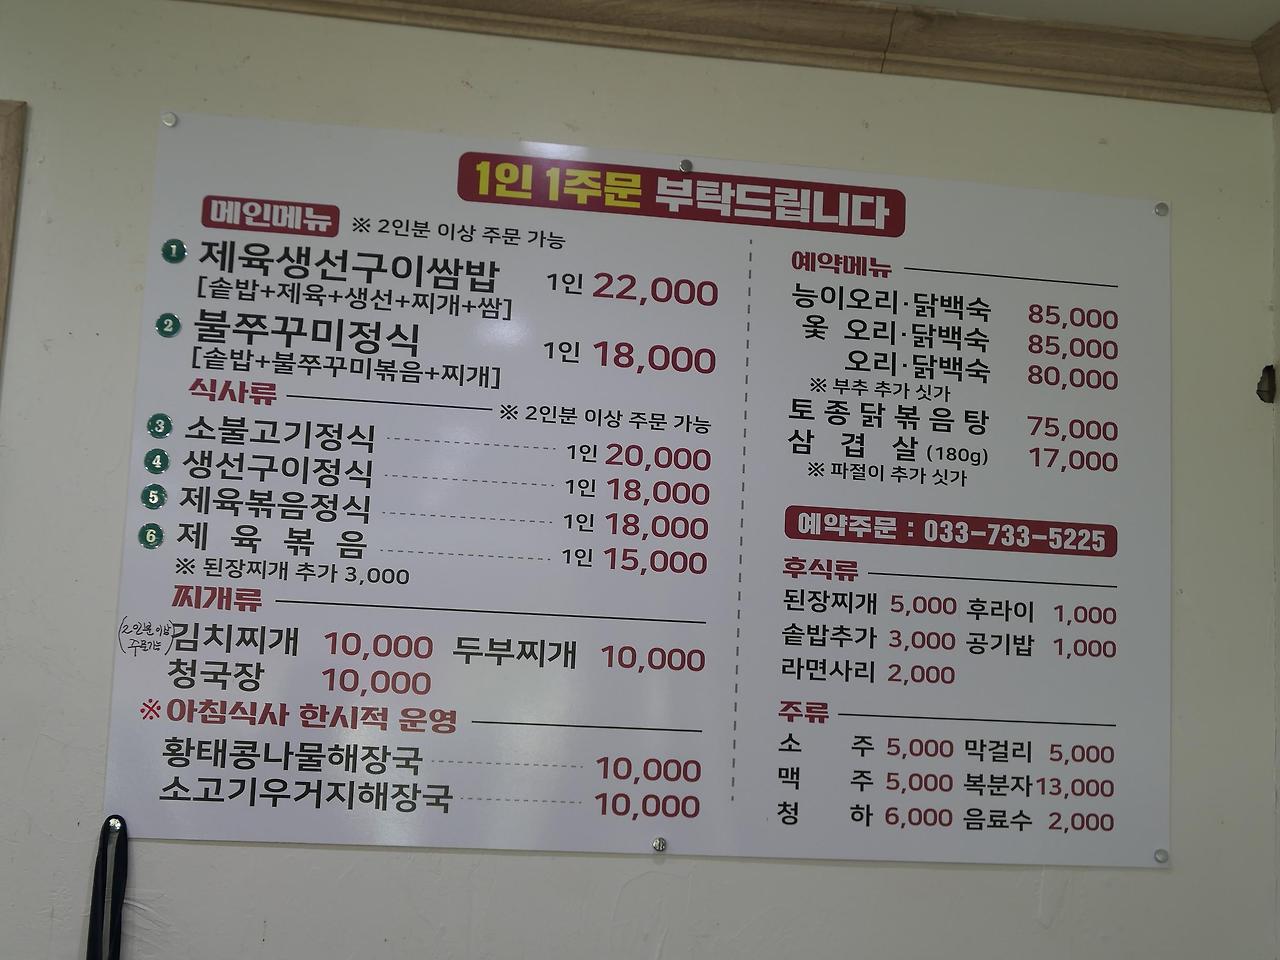 1인 1주문 부탁드립니다
메인메뉴 ※ 2인분 이상 주문 가능
1 제육생선구이쌈밥 1인 22,000
[솥밥+제육+생선+찌개+쌈]
2 불쭈꾸미정식 1인 18,000
[솥밥+불쭈꾸미볶음+찌개]
식사류 ※ 2인분 이상 주문 가능
3 소불고기정식 1인 20,000
4 생선구이정식 1인 18,000
5 제육볶음정식 1인 18,000
6 제 육 볶 음 1인 15,000
※ 된장찌개 추가 3,000
찌개류
(2인분 이상 주문가능)
김치찌개 10,000 두부찌개 10,000
청국장 10,000
※아침식사 한시적 운영
황태콩나물해장국 10,000
소고기우거지해장국 10,000
예약메뉴
능이오리·닭백숙 85,000
옻 오리·닭백숙 85,000
오리·닭백숙 80,000
※ 부추 추가 싯가
토종닭볶음탕 75,000
삼 겹 살 (180g) 17,000
※ 파절이 추가 싯가
예약주문 : 033-733-5225
후식류
된장찌개 5,000 후라이 1,000
솥밥추가 3,000 공기밥 1,000
라면사리 2,000
주류
소 주 5,000 막걸리 5,000
맥 주 5,000 복분자 13,000
청 하 6,000 음료수 2,000